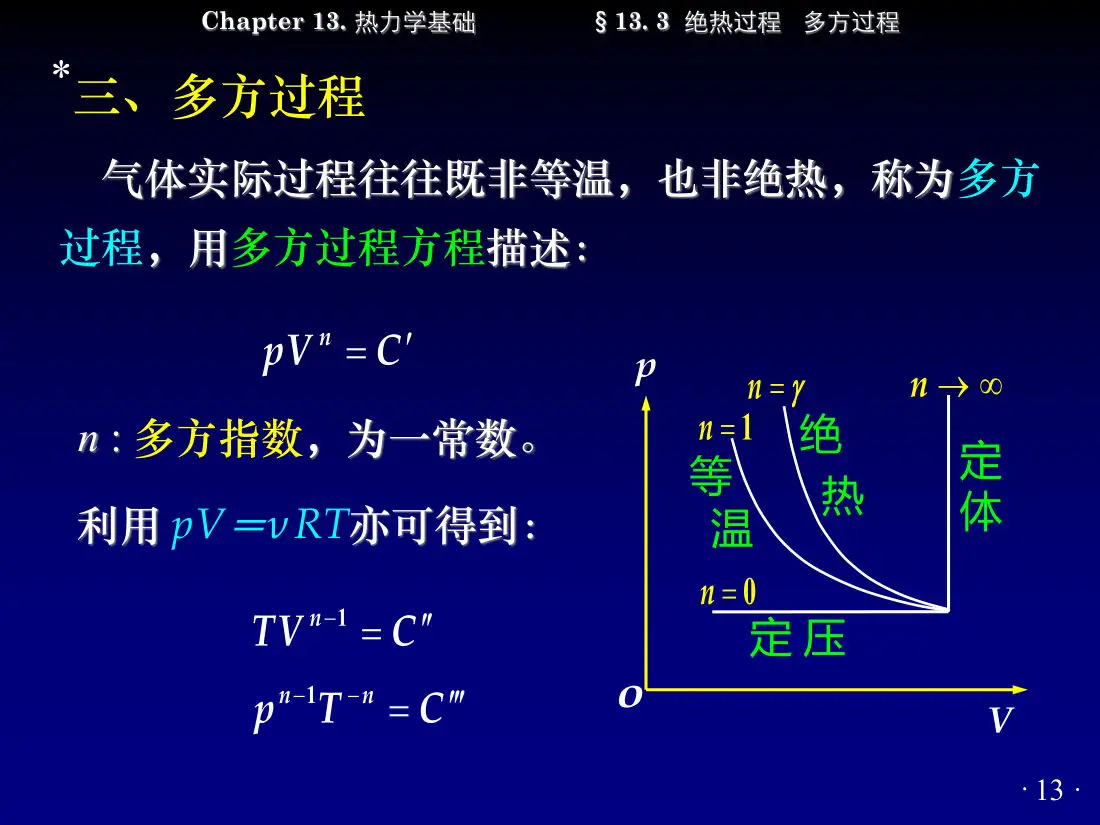 Chapter 13. 热力学基础 §13. 3 绝热过程 多方过程
*三、多方过程
气体实际过程往往既非等温，也非绝热，称为多方
过程，用多方过程方程描述：
pVⁿ = C′
n : 多方指数，为一常数。
利用 pV＝νRT亦可得到：
TVⁿ⁻¹ = C″
pⁿ⁻¹T⁻ⁿ = C‴
p
n = γ
n → ∞
n = 1
绝
热
等
温
定
体
n = 0
定 压
O
V
· 13 ·